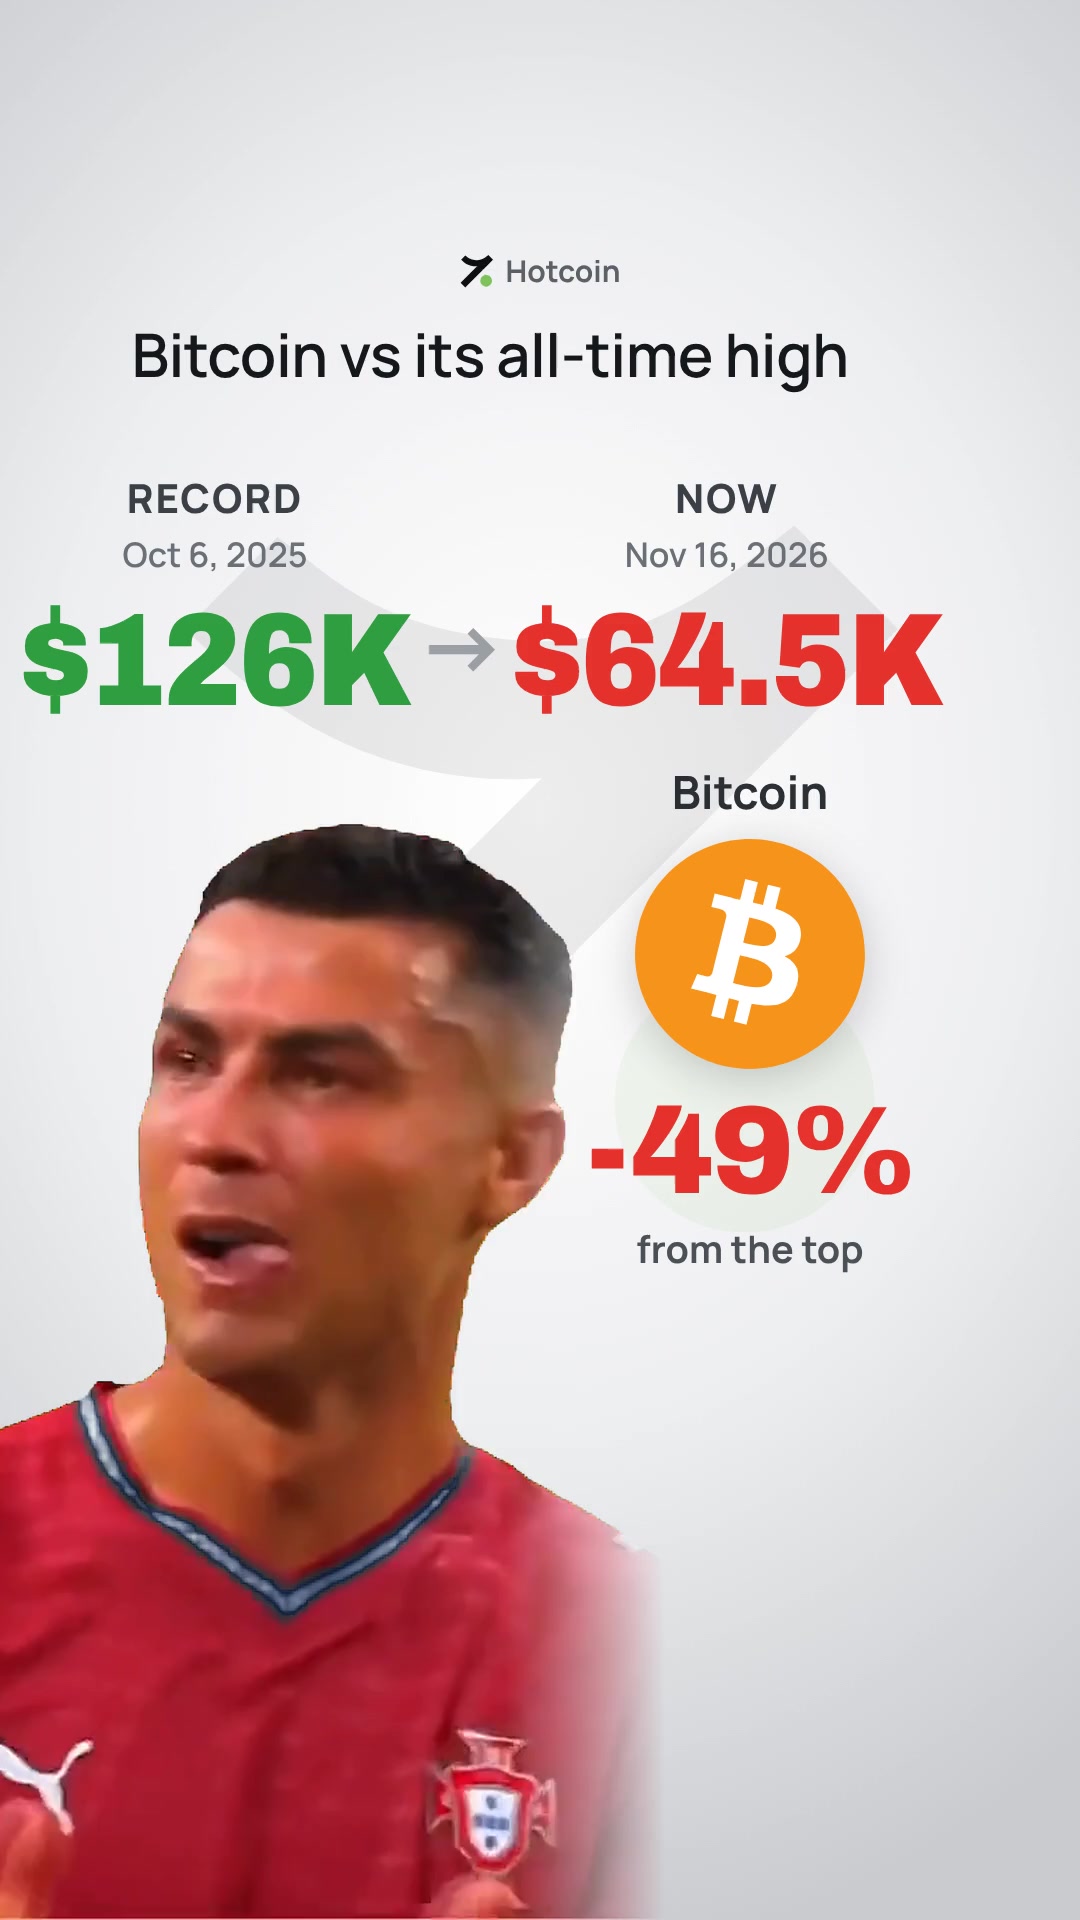 Hotcoin
Bitcoin vs its all-time high
RECORD
Oct 6, 2025
$126K
NOW
Nov 16, 2026
$64.5K
Bitcoin
-49%
from the top